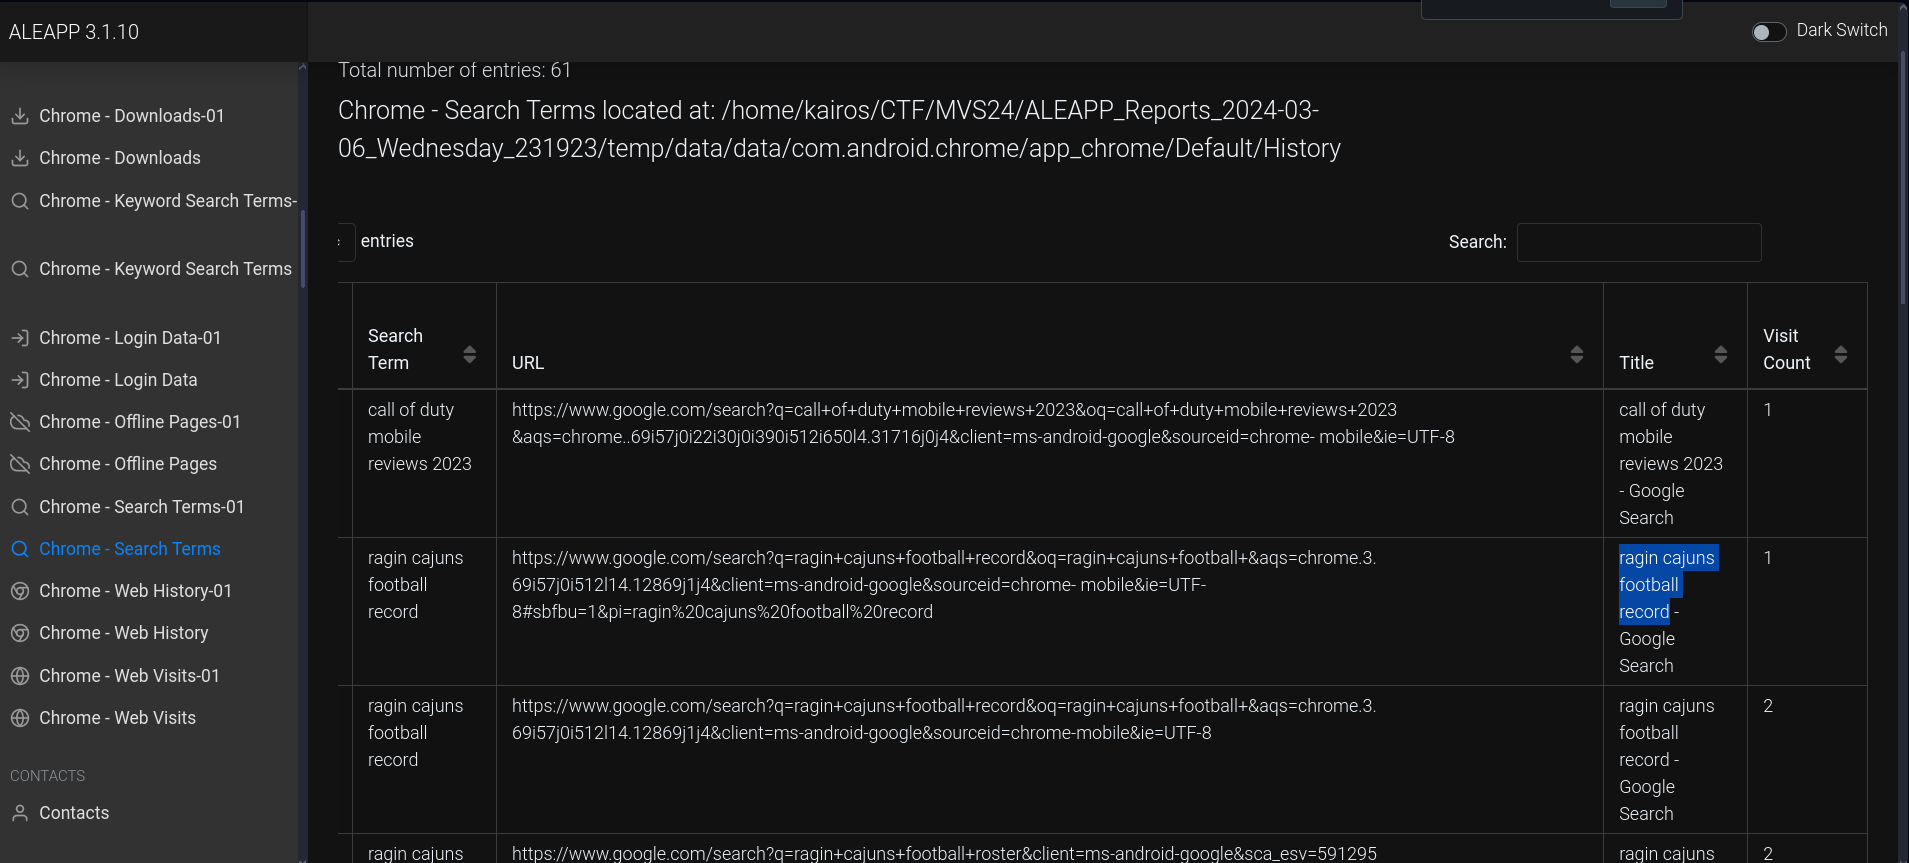 ALEAPP 3.1.10
Dark Switch
Chrome - Downloads-01
Chrome - Downloads
Chrome - Keyword Search Terms-
Chrome - Keyword Search Terms
Chrome - Login Data-01
Chrome - Login Data
Chrome - Offline Pages-01
Chrome - Offline Pages
Chrome - Search Terms-01
Chrome - Search Terms
Chrome - Web History-01
Chrome - Web History
Chrome - Web Visits-01
Chrome - Web Visits
CONTACTS
Contacts
Total number of entries: 61
Chrome - Search Terms located at: /home/kairos/CTF/MVS24/ALEAPP_Reports_2024-03-
06_Wednesday_231923/temp/data/data/com.android.chrome/app_chrome/Default/History
entries
Search:
Search
Term
URL
Title
Visit
Count
call of duty
mobile
reviews 2023
https://www.google.com/search?q=call+of+duty+mobile+reviews+2023&oq=call+of+duty+mobile+reviews+2023
&aqs=chrome..69i57j0i22i30j0i390i512i650l4.31716j0j4&client=ms-android-google&sourceid=chrome- mobile&ie=UTF-8
call of duty
mobile
reviews 2023
- Google
Search
1
ragin cajuns
football
record
https://www.google.com/search?q=ragin+cajuns+football+record&oq=ragin+cajuns+football+&aqs=chrome.3.
69i57j0i512l14.12869j1j4&client=ms-android-google&sourceid=chrome- mobile&ie=UTF-
8#sbfbu=1&pi=ragin%20cajuns%20football%20record
ragin cajuns
football
record -
Google
Search
1
ragin cajuns
football
record
https://www.google.com/search?q=ragin+cajuns+football+record&oq=ragin+cajuns+football+&aqs=chrome.3.
69i57j0i512l14.12869j1j4&client=ms-android-google&sourceid=chrome-mobile&ie=UTF-8
ragin cajuns
football
record -
Google
Search
2
ragin cajuns
https://www.google.com/search?q=ragin+cajuns+football+roster&client=ms-android-google&sca_esv=591295
ragin cajuns
2